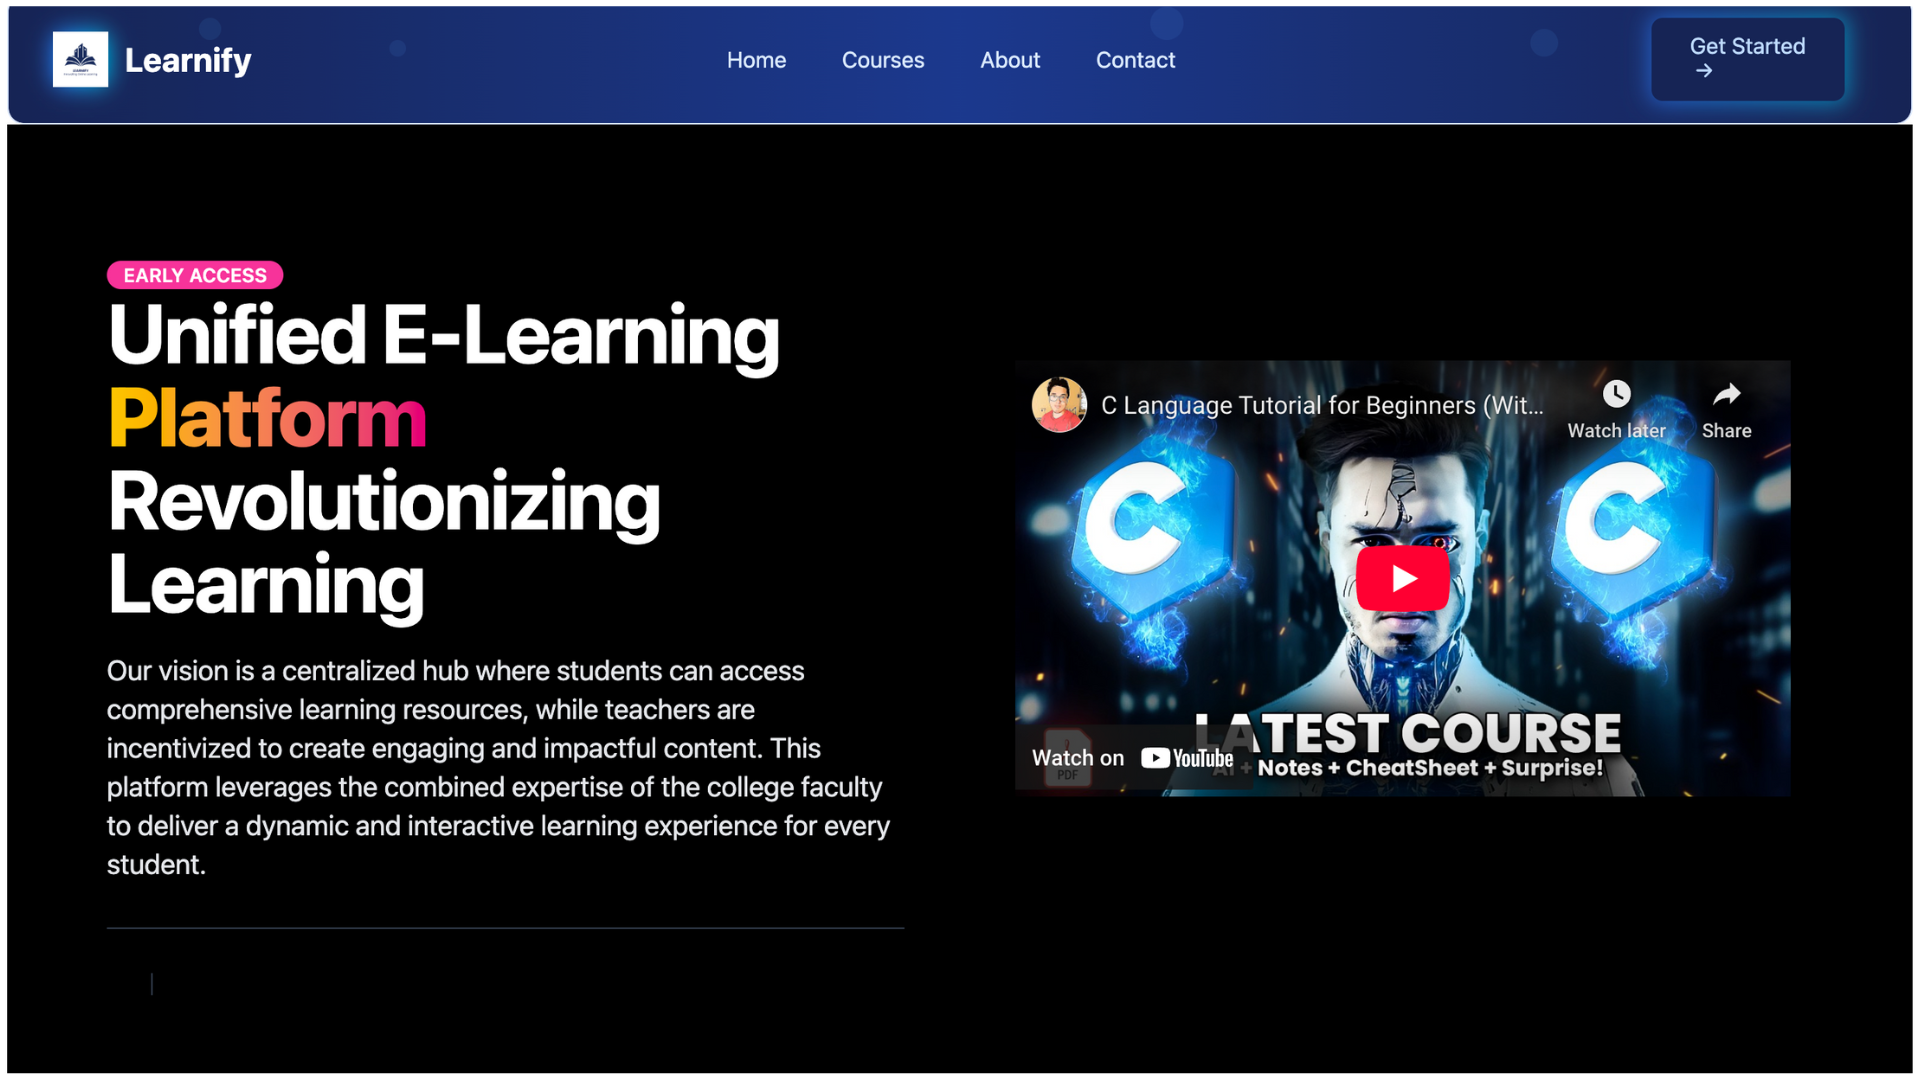 Learnify
Home
Courses
About
Contact
Get Started
→
EARLY ACCESS
Unified E-Learning
Platform
Revolutionizing
Learning
Our vision is a centralized hub where students can access
comprehensive learning resources, while teachers are
incentivized to create engaging and impactful content. This
platform leverages the combined expertise of the college faculty
to deliver a dynamic and interactive learning experience for every
student.
C Language Tutorial for Beginners (Wit...
Watch later
Share
C
C
LATEST COURSE
AI + Notes + CheatSheet + Surprise!
Watch on YouTube
PDF